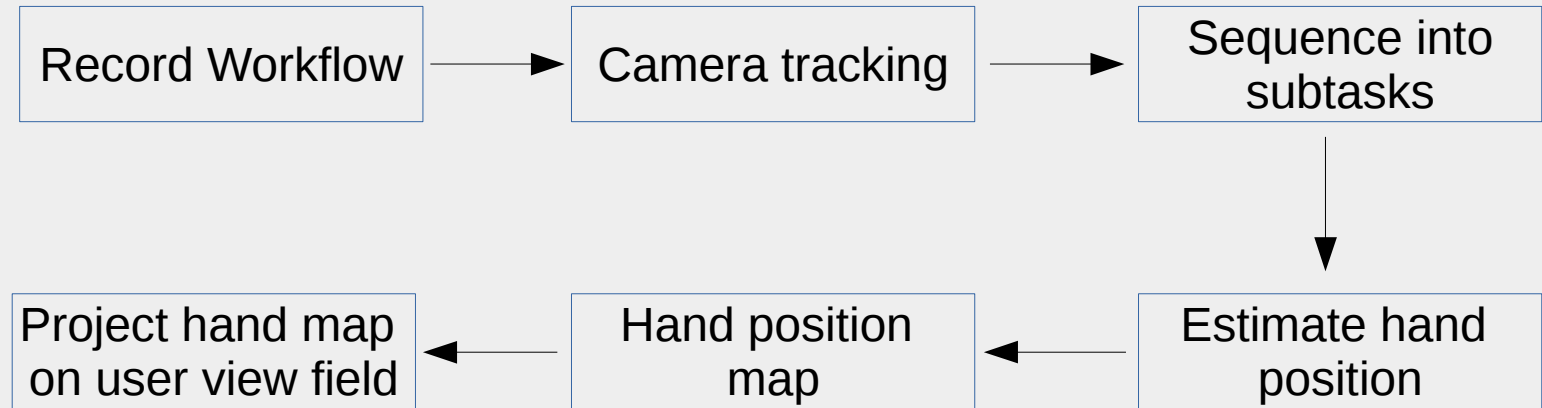 Record Workflow
Camera tracking
Sequence into
subtasks
Estimate hand
position
Hand position
map
Project hand map
on user view field